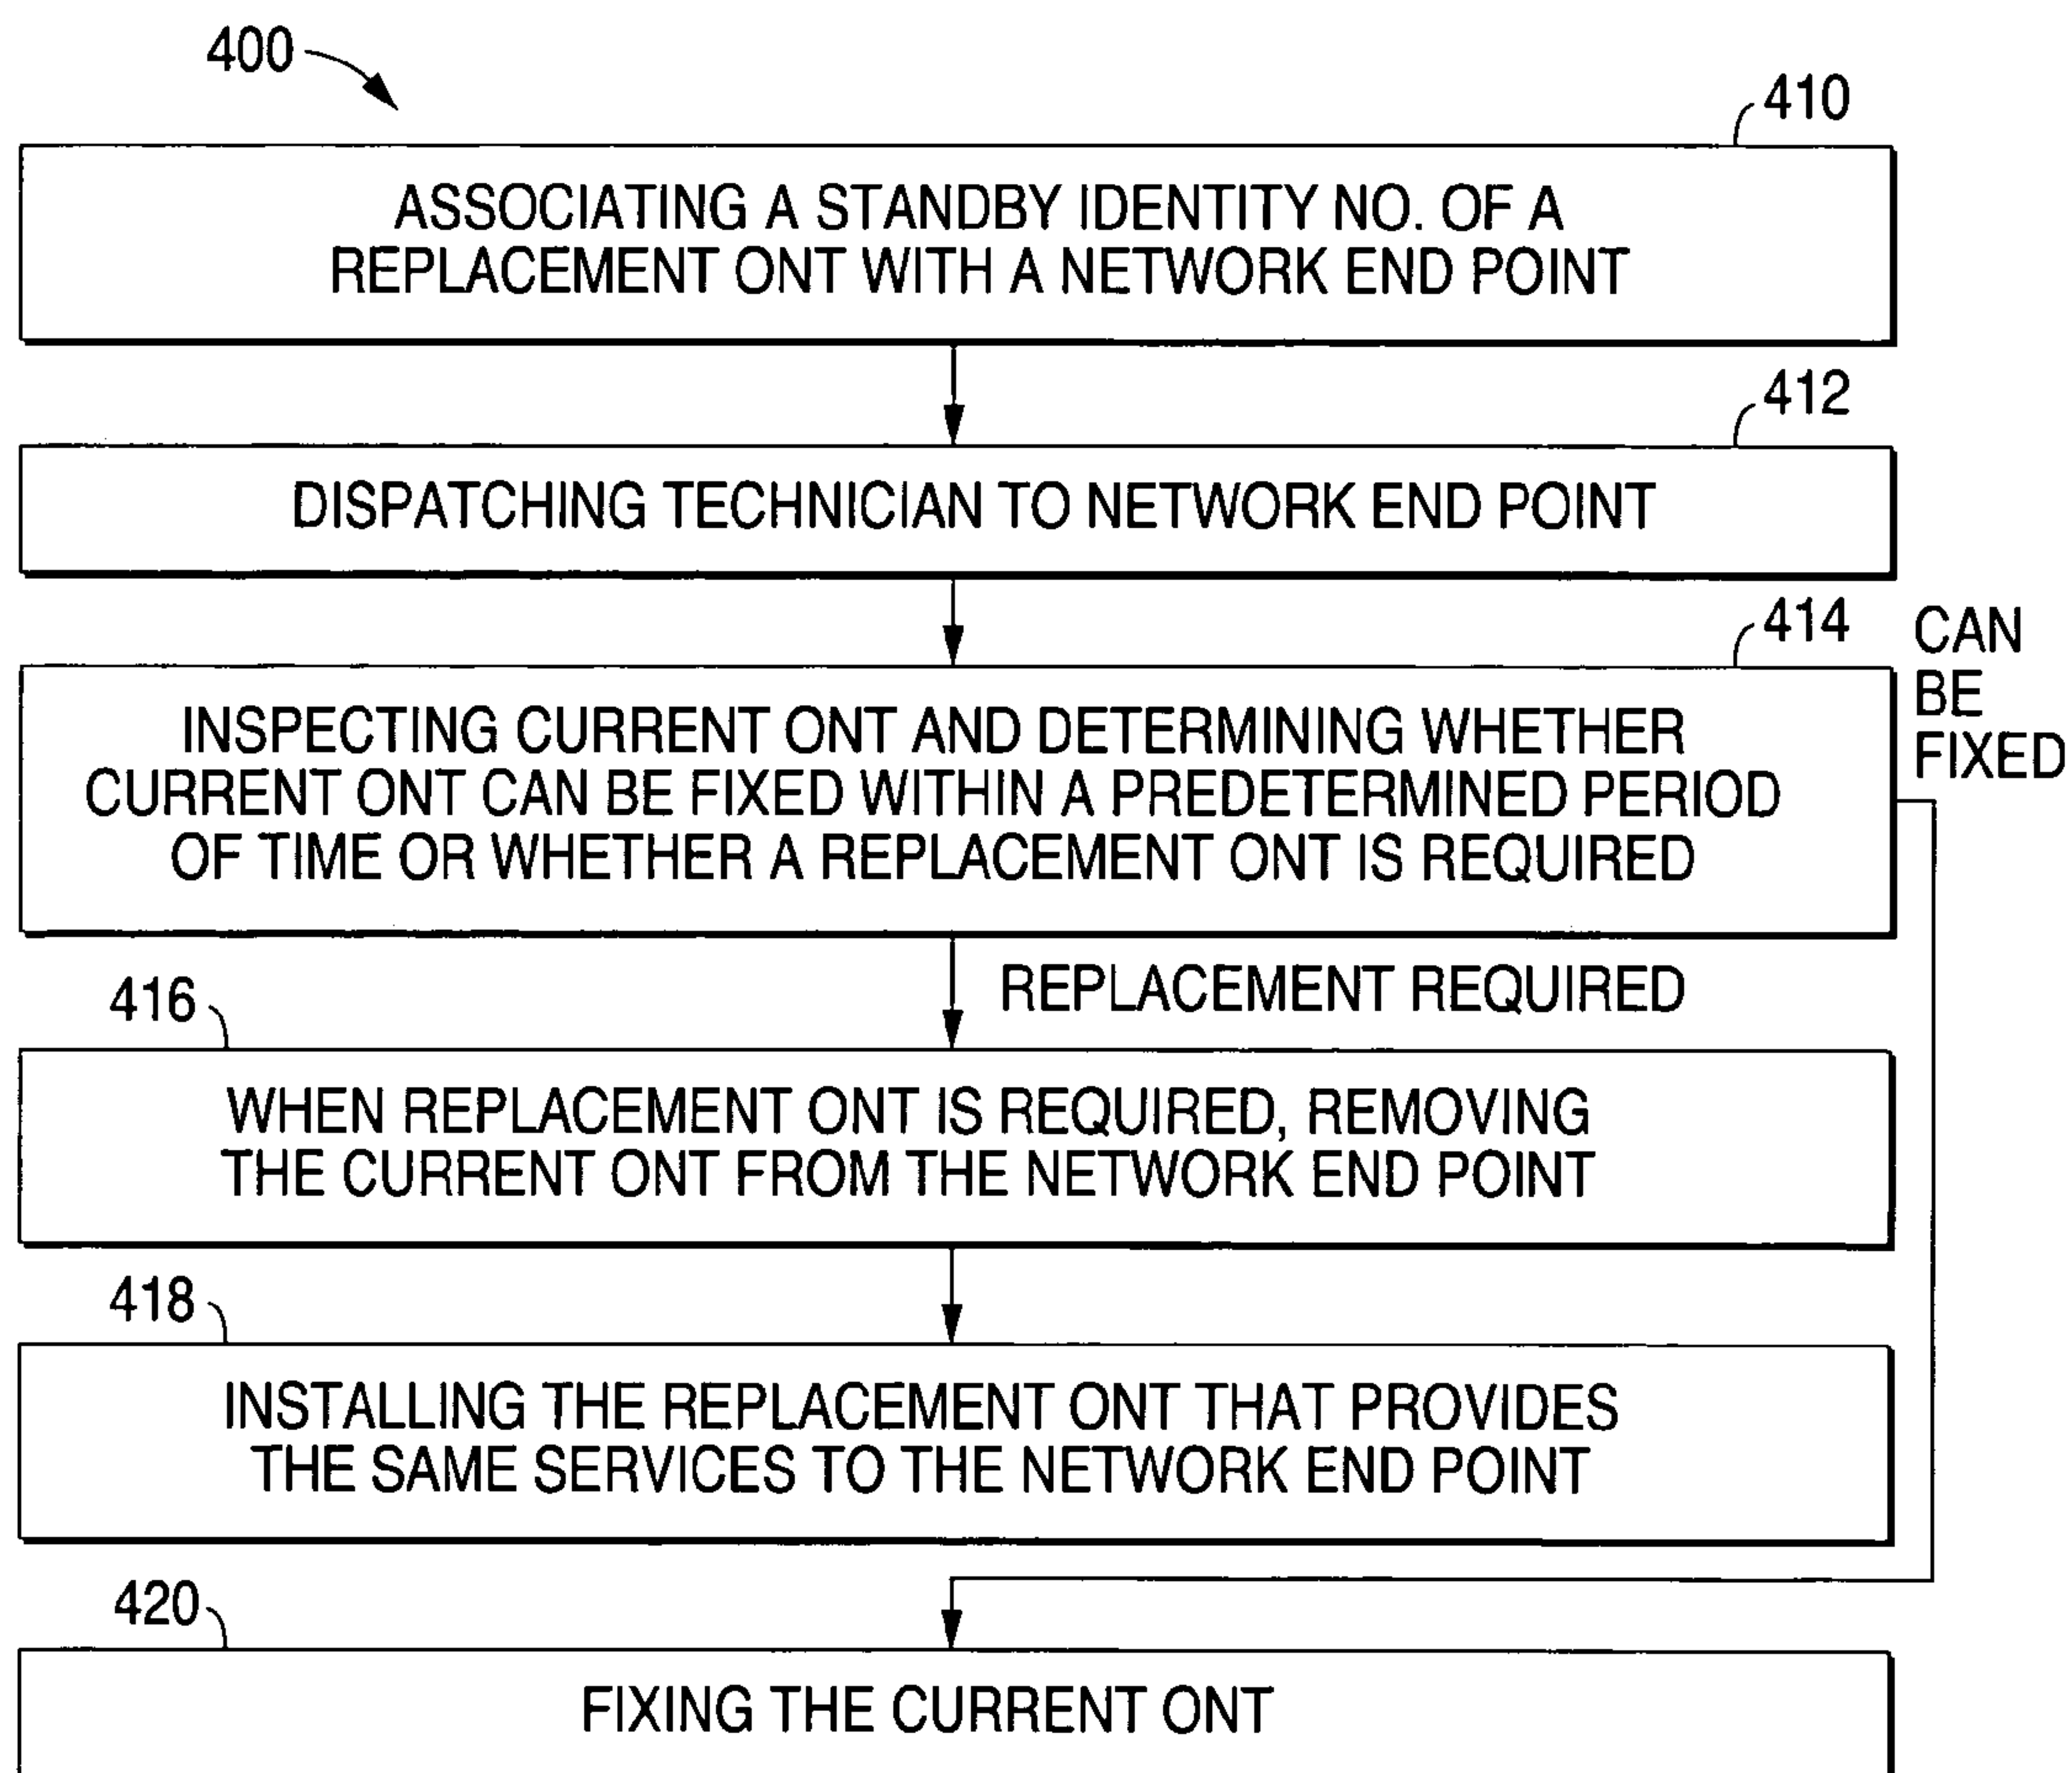 400
410
ASSOCIATING A STANDBY IDENTITY NO. OF A
REPLACEMENT ONT WITH A NETWORK END POINT
412
DISPATCHING TECHNICIAN TO NETWORK END POINT
414
CAN
BE
FIXED
INSPECTING CURRENT ONT AND DETERMINING WHETHER
CURRENT ONT CAN BE FIXED WITHIN A PREDETERMINED PERIOD
OF TIME OR WHETHER A REPLACEMENT ONT IS REQUIRED
REPLACEMENT REQUIRED
416
WHEN REPLACEMENT ONT IS REQUIRED, REMOVING
THE CURRENT ONT FROM THE NETWORK END POINT
418
INSTALLING THE REPLACEMENT ONT THAT PROVIDES
THE SAME SERVICES TO THE NETWORK END POINT
420
FIXING THE CURRENT ONT